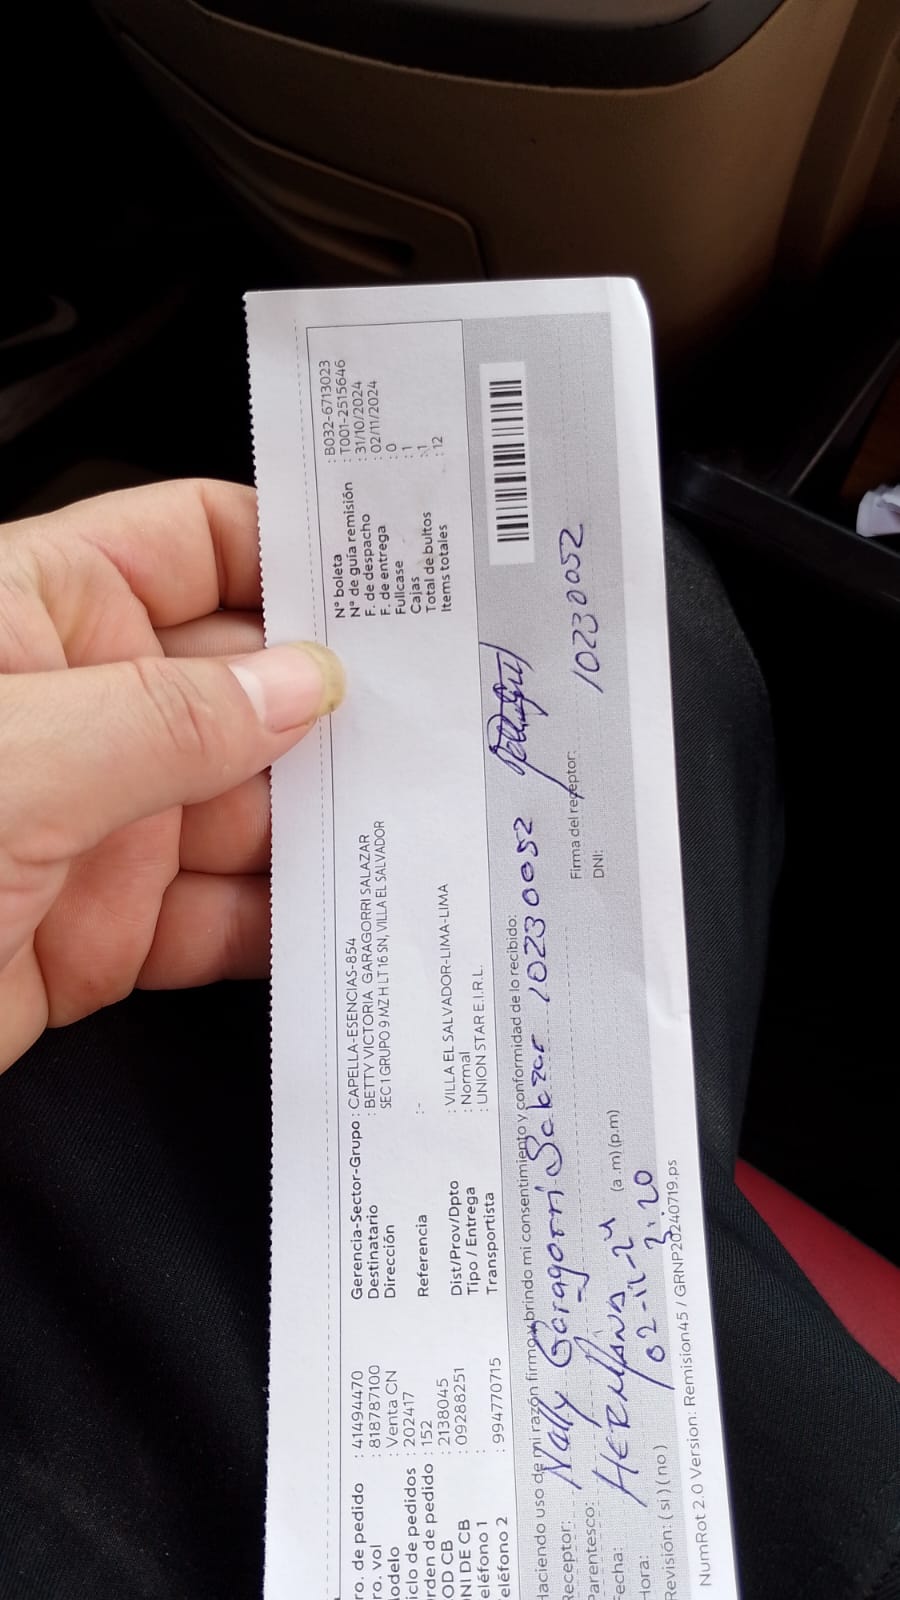 ro. de pedido : 41494470
ro. vol : 818787100
odelo : Venta CN
iclo de pedidos : 202417
rden de pedido : 152
OD CB : 2138045
NI DE CB : 09288251
eléfono 1 :
eléfono 2 : 994770715
Gerencia-Sector-Grupo : CAPELLA-ESENCIAS-854
Destinatario : BETTY VICTORIA GARAGORRI SALAZAR
Dirección SEC 1 GRUPO 9 MZ H LT 16 SN, VILLA EL SALVADOR
Referencia : -
Dist/Prov/Dpto : VILLA EL SALVADOR-LIMA-LIMA
Tipo / Entrega : Normal
Transportista : UNION STAR E.I.R.L.
N° boleta : B032-6713023
N° de guía remisión : T001-2515646
F. de despacho : 31/10/2024
F. de entrega : 02/11/2024
Fullcase : 0
Cajas : 1
Total de bultos : 1
Items totales : 12
Haciendo uso de mi razón firmo y brindo mi consentimiento y conformidad de lo recibido:
Receptor: Nally Garagorri Salazar 10230052
Parentesco: HERMANA
Fecha: 02-11-24 (a .m) (p.m)
Hora: 3:20
Revisión: ( si ) ( no )
Firma del receptor:
DNI: 10230052
NumRot 2.0 Version: Remision45 / GRNP20240719.ps